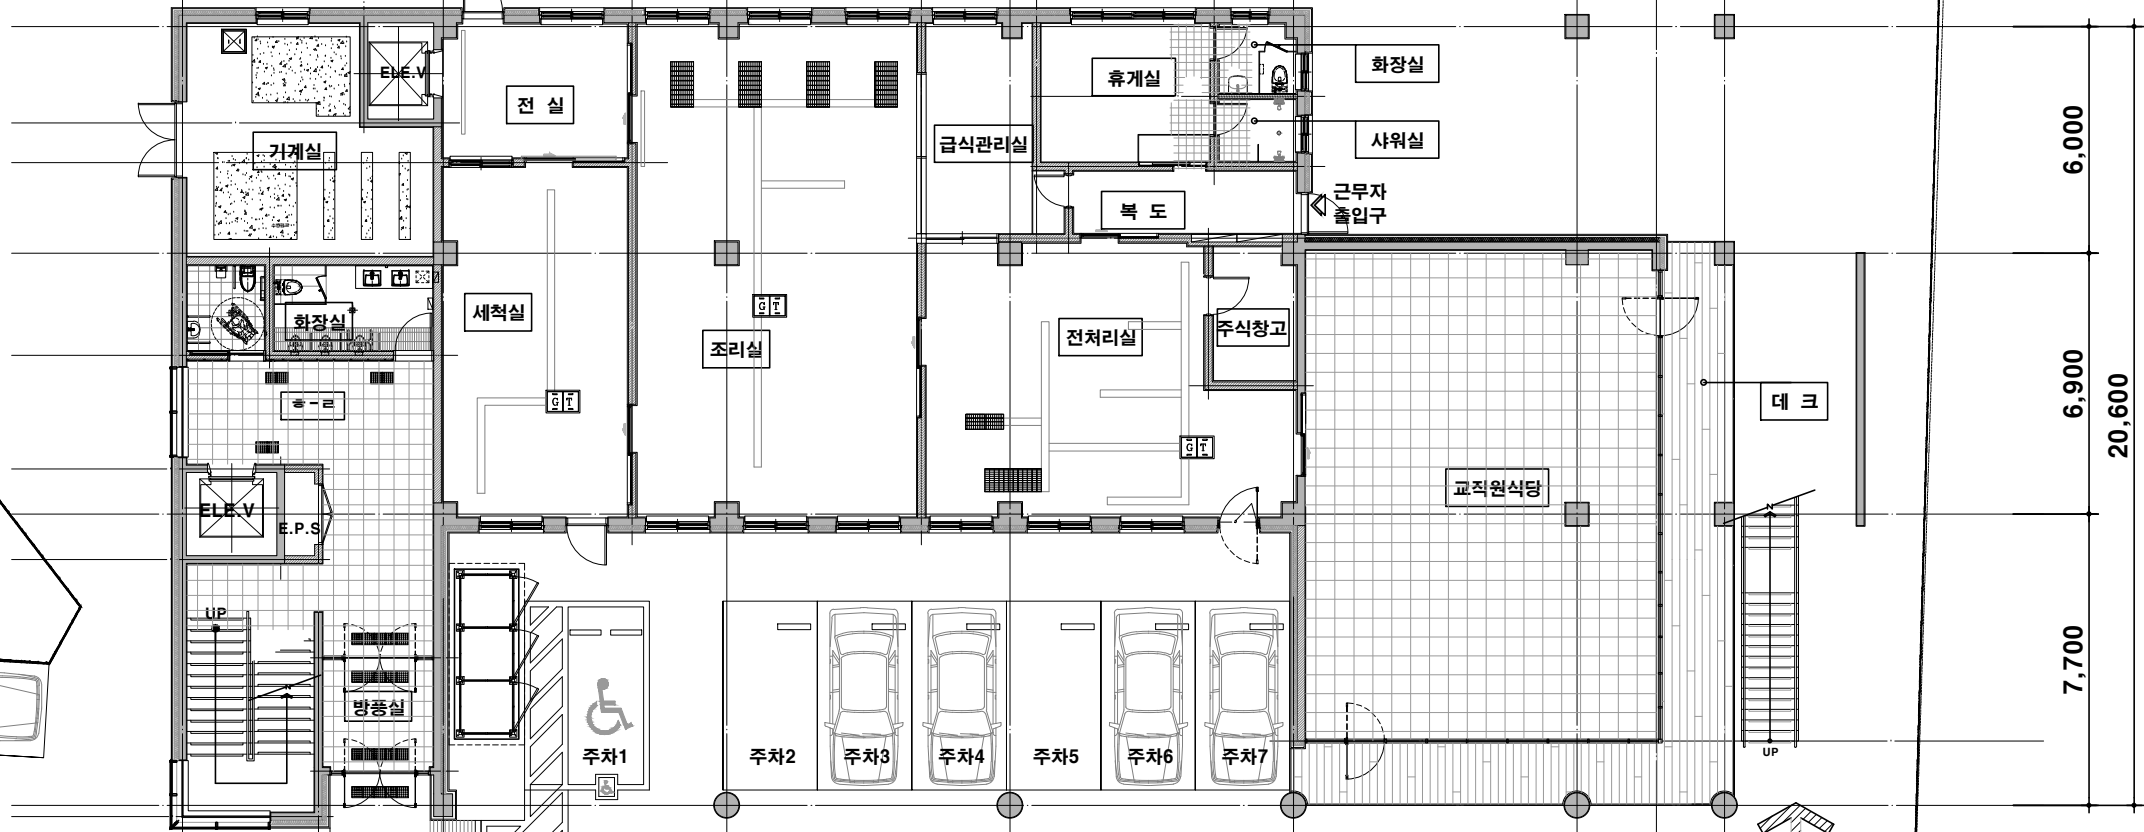 ELE.V
전 실
휴게실
화장실
기계실
급식관리실
샤워실
6,000
근무자
출입구
복 도
세척실
G T
화장실
조리실
전처리실
주식창고
6,900
20,600
홀
G T
데 크
G T
교직원식당
ELE.V
E.P.S
N
UP
N
방풍실
7,700
주차1
주차2
주차3
주차4
주차5
주차6
주차7
UP